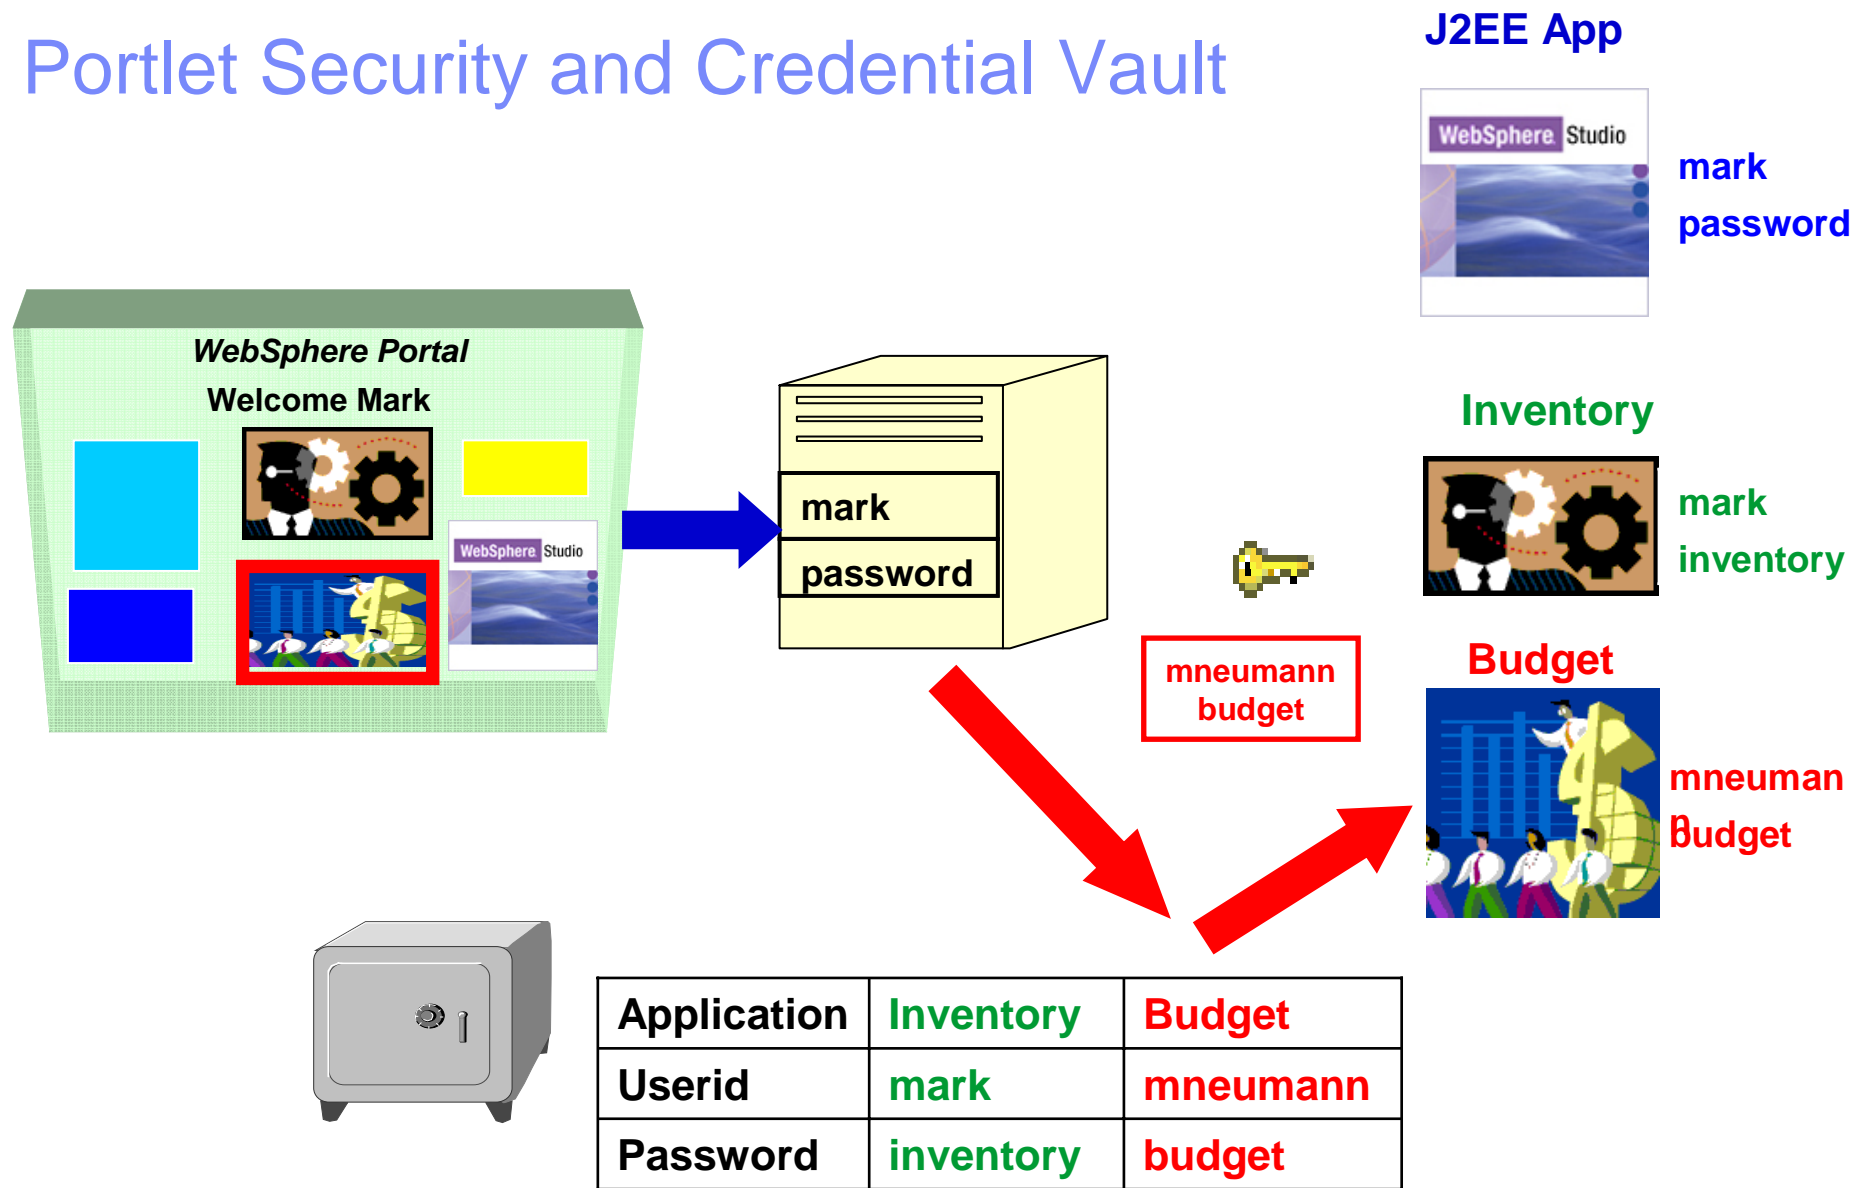 Portlet Security and Credential Vault
J2EE App
WebSphere Studio
mark
password
WebSphere Portal
Welcome Mark
WebSphere Studio
mark
password
Inventory
mark
inventory
mneumann
budget
Budget
mneuman
n
budget
Application Inventory Budget
Userid mark mneumann
Password inventory budget